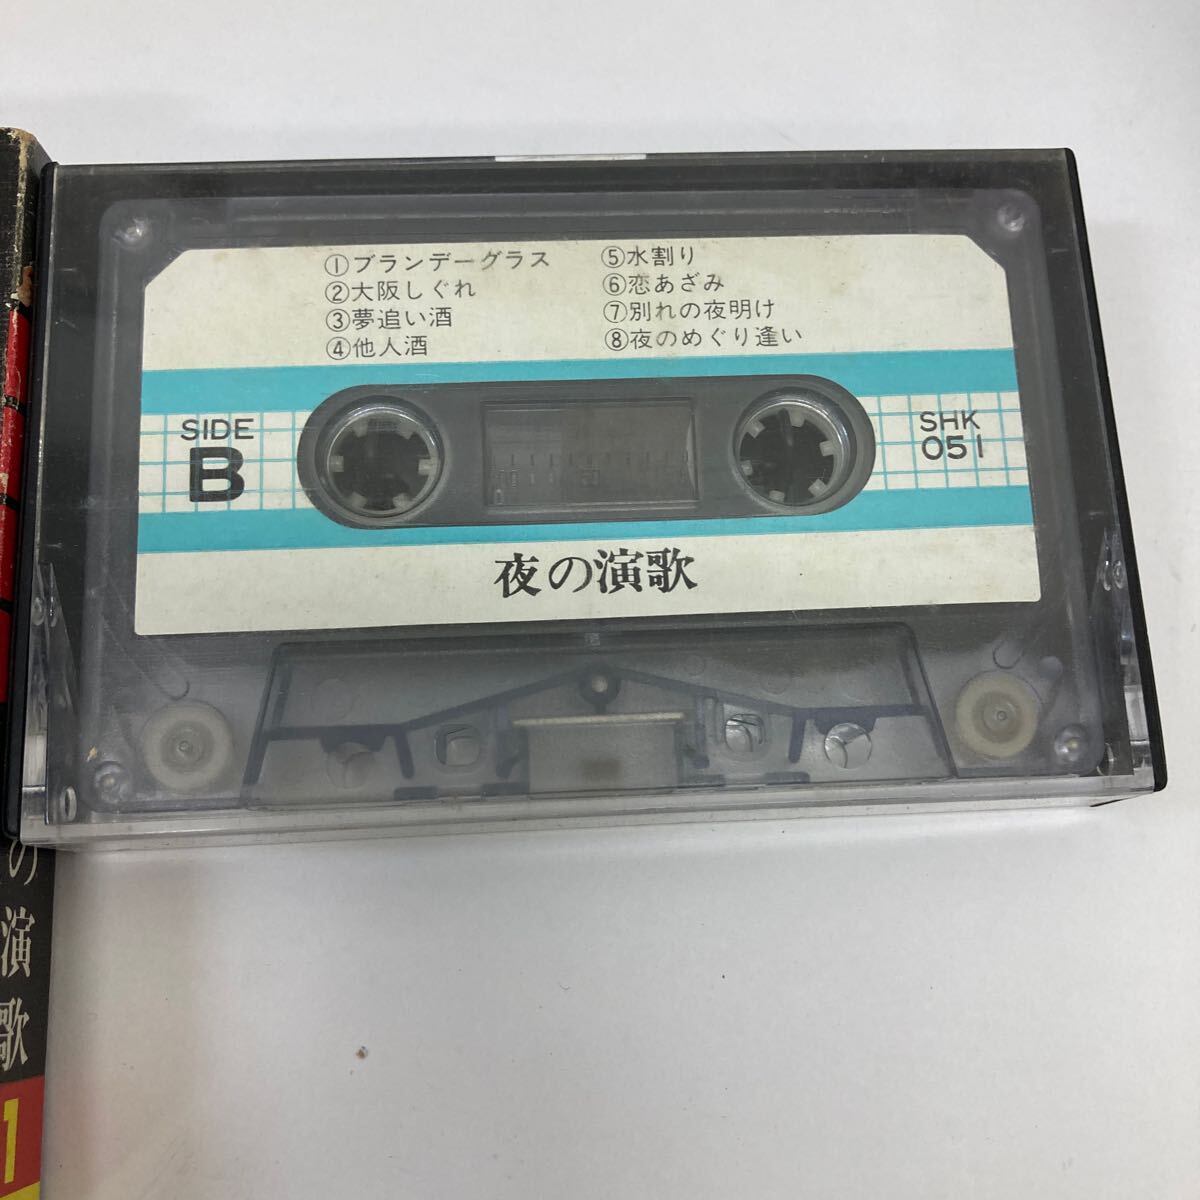 ①ブランデーグラス
②大阪しぐれ
③夢追い酒
④他人酒
⑤水割り
⑥恋あざみ
⑦別れの夜明け
⑧夜のめぐり逢い
SIDE
B
SHK
051
夜の演歌
の演歌
1